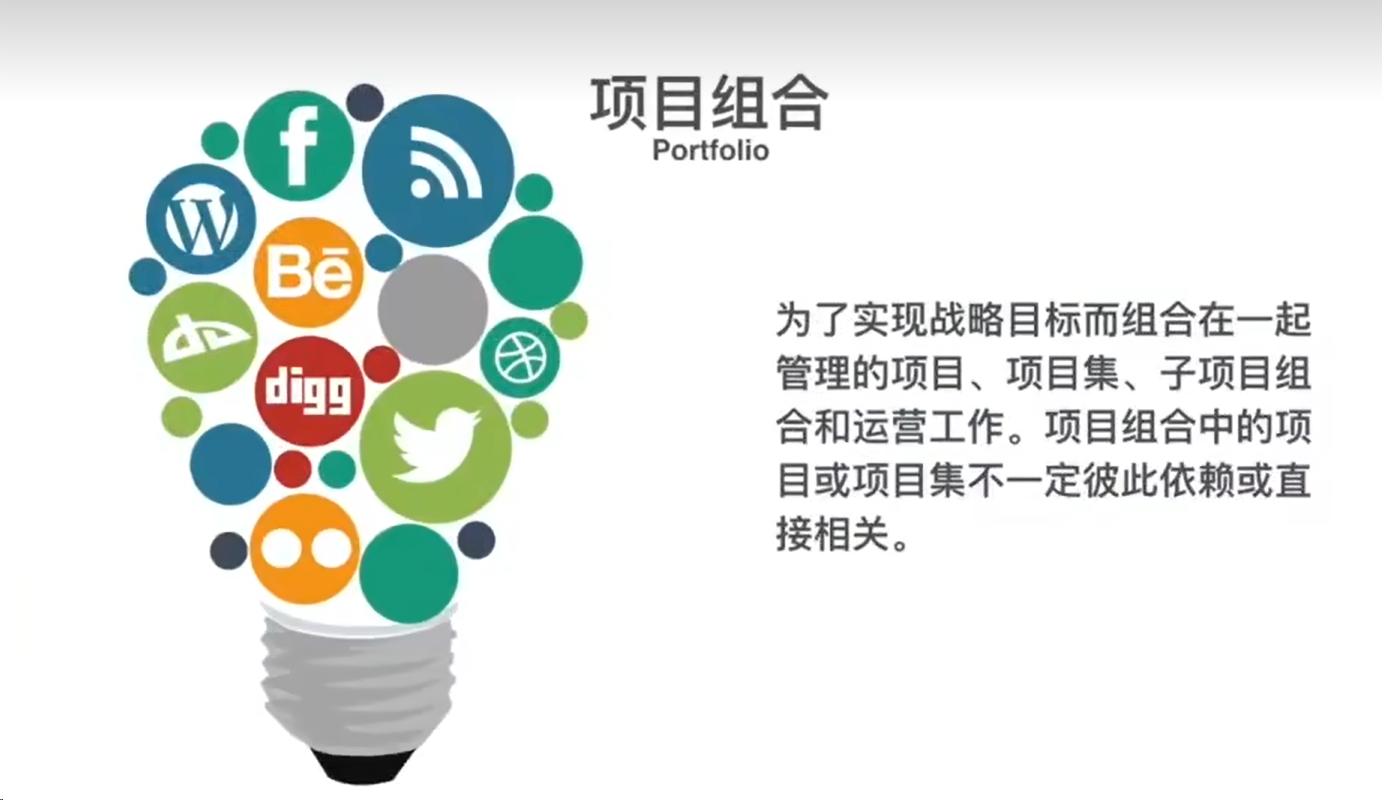 项目组合
Portfolio
f
W
Bē
digg
为了实现战略目标而组合在一起
管理的项目、项目集、子项目组
合和运营工作。项目组合中的项
目或项目集不一定彼此依赖或直
接相关。